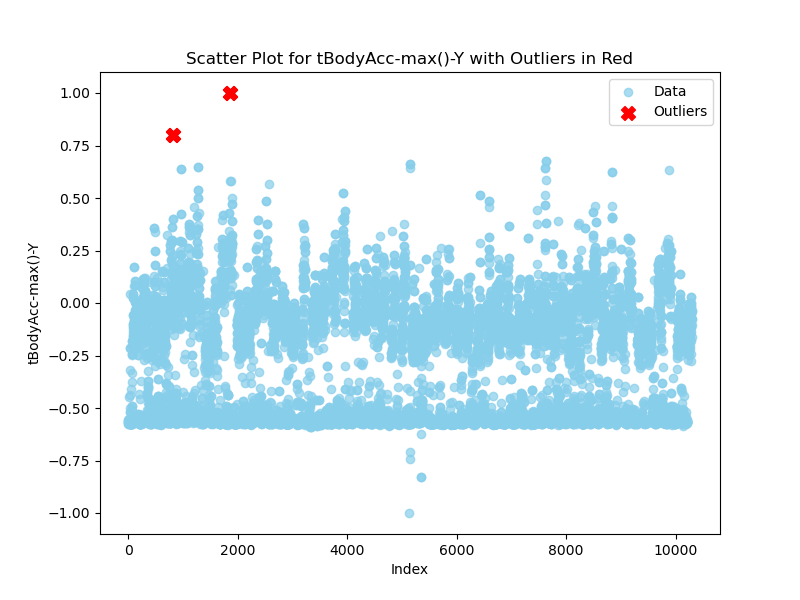 Scatter Plot for tBodyAcc-max()-Y with Outliers in Red
Data
Outliers
tBodyAcc-max()-Y
1.00
0.75
0.50
0.25
0.00
−0.25
−0.50
−0.75
−1.00
0 2000 4000 6000 8000 10000
Index